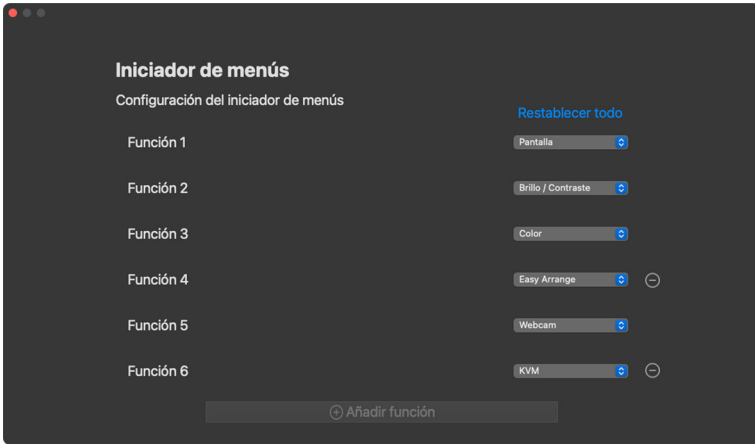 Iniciador de menús
Configuración del iniciador de menús
Restablecer todo
Función 1 Pantalla
Función 2 Brillo / Contraste
Función 3 Color
Función 4 Easy Arrange
Función 5 Webcam
Función 6 KVM
Añadir función